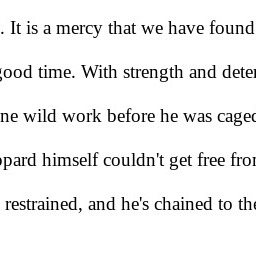 . It is a mercy that we have found
good time. With strength and deter
ne wild work before he was caged
pard himself couldn't get free from
restrained, and he's chained to the